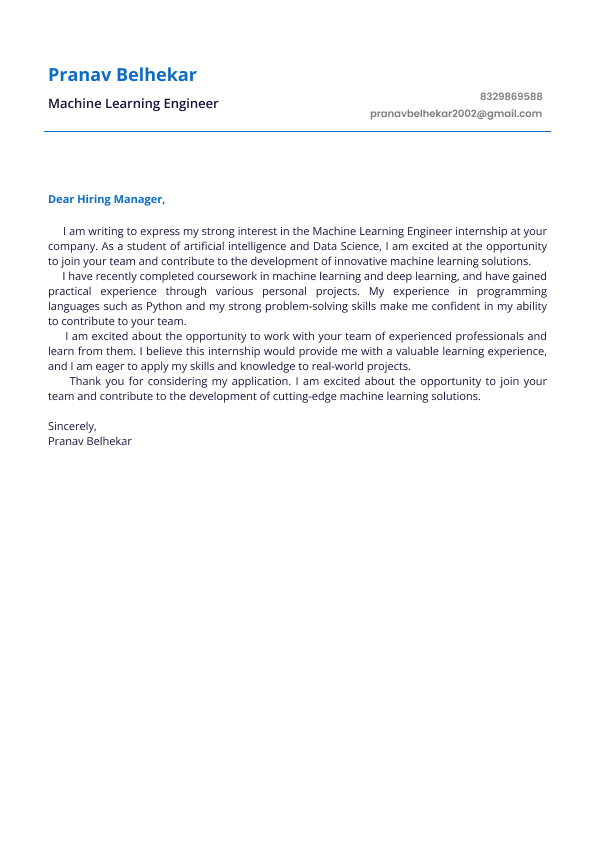 Pranav Belhekar
Machine Learning Engineer
8329869588
pranavbelhekar2002@gmail.com
Dear Hiring Manager,
I am writing to express my strong interest in the Machine Learning Engineer internship at your
company. As a student of artificial intelligence and Data Science, I am excited at the opportunity
to join your team and contribute to the development of innovative machine learning solutions.
I have recently completed coursework in machine learning and deep learning, and have gained
practical experience through various personal projects. My experience in programming
languages such as Python and my strong problem-solving skills make me confident in my ability
to contribute to your team.
I am excited about the opportunity to work with your team of experienced professionals and
learn from them. I believe this internship would provide me with a valuable learning experience,
and I am eager to apply my skills and knowledge to real-world projects.
Thank you for considering my application. I am excited about the opportunity to join your
team and contribute to the development of cutting-edge machine learning solutions.
Sincerely,
Pranav Belhekar